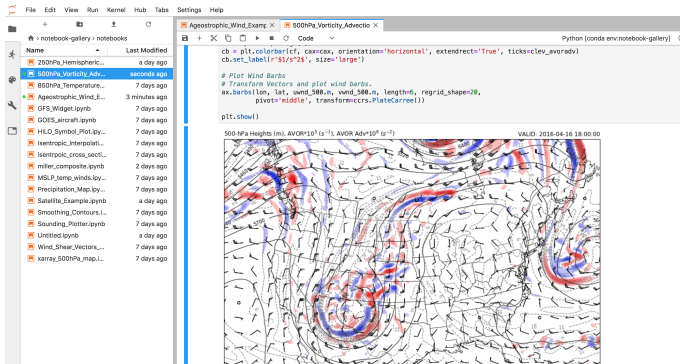 File Edit View Run Kernel Hub Tabs Settings Help
Ageostrophic_Wind_Examp
500hPa_Vorticity_Advectio
Code
Python [conda env:notebook-gallery]
> notebook-gallery > notebooks
Name Last Modified
250hPa_Hemispheric... a day ago
500hPa_Vorticity_Adv... seconds ago
850hPa_Temperature... 7 days ago
Ageostrophic_Wind_E... 3 minutes ago
GFS_Widget.ipynb 7 days ago
GOES_aircraft.ipynb 7 days ago
HILO_Symbol_Plot.ipy... 7 days ago
Isentropic_Interpolati... 7 days ago
isentropic_cross_secti... 7 days ago
miller_composite.ipynb 7 days ago
MSLP_temp_winds.ipy... 7 days ago
Precipitation_Map.ipy... 7 days ago
Satellite_Example.ipynb a day ago
Smoothing_Contours.i... 7 days ago
Sounding_Plotter.ipynb 7 days ago
Untitled.ipynb a day ago
Wind_Shear_Vectors_... 7 days ago
xarray_500hPa_map.i... 7 days ago
cb = plt.colorbar(cf, cax=cax, orientation='horizontal', extendrect='True', ticks=clev_avoradv)
cb.set_label(r'$1/s^2$', size='large')
# Plot Wind Barbs
# Transform Vectors and plot wind barbs.
ax.barbs(lon, lat, uwnd_500.m, vwnd_500.m, length=6, regrid_shape=20,
pivot='middle', transform=ccrs.PlateCarree())
plt.show()
500-hPa Heights (m), AVOR*10⁵ (s⁻¹), AVOR Adv*10⁸ (s⁻²) VALID: 2016-04-16 18:00:00